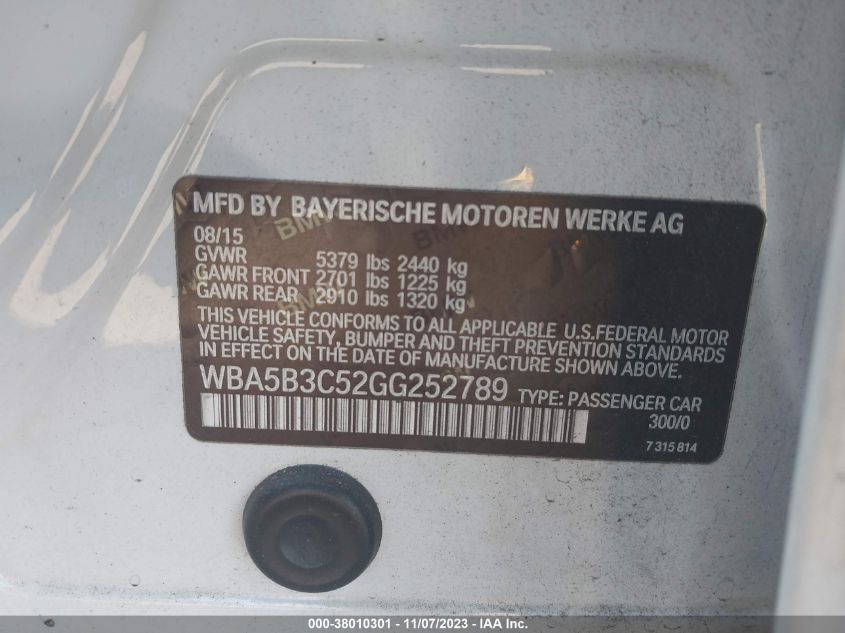 MFD BY BAYERISCHE MOTOREN WERKE AG
08/15
GVWR 5379 lbs 2440 kg
GAWR FRONT 2701 lbs 1225 kg
GAWR REAR 2910 lbs 1320 kg
THIS VEHICLE CONFORMS TO ALL APPLICABLE U.S.FEDERAL MOTOR
VEHICLE SAFETY, BUMPER AND THEFT PREVENTION STANDARDS
IN EFFECT ON THE DATE OF MANUFACTURE SHOWN ABOVE.
WBA5B3C52GG252789 TYPE: PASSENGER CAR
300/0
7 315 814
000-38010301 - 11/07/2023 - IAAI.com